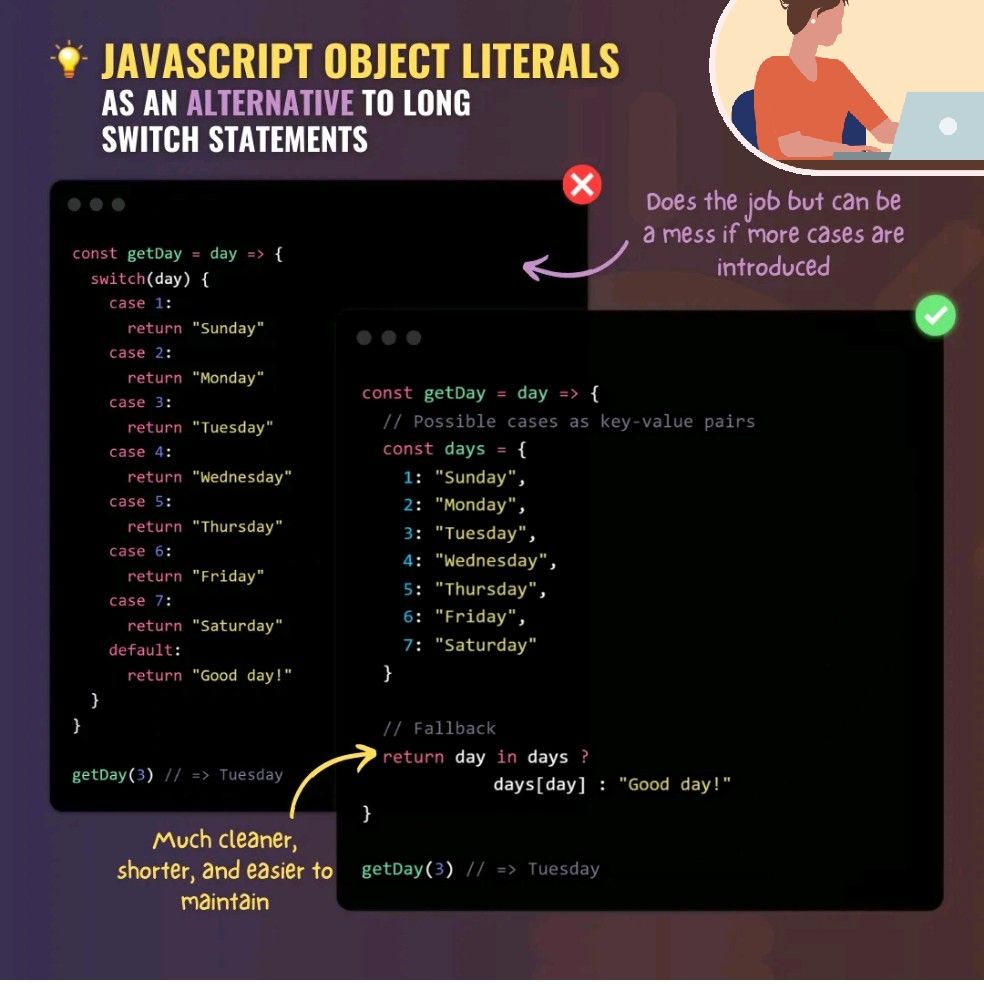 JAVASCRIPT OBJECT LITERALS
AS AN ALTERNATIVE TO LONG
SWITCH STATEMENTS
Does the job but can be
a mess if more cases are
introduced
const getDay = day => {
switch(day) {
case 1:
return "Sunday"
case 2:
return "Monday"
case 3:
return "Tuesday"
case 4:
return "Wednesday"
case 5:
return "Thursday"
case 6:
return "Friday"
case 7:
return "Saturday"
default:
return "Good day!"
}
}
getDay(3) // => Tuesday
const getDay = day => {
// Possible cases as key-value pairs
const days = {
1: "Sunday",
2: "Monday",
3: "Tuesday",
4: "Wednesday",
5: "Thursday",
6: "Friday",
7: "Saturday"
}
// Fallback
return day in days ?
days[day] : "Good day!"
}
getDay(3) // => Tuesday
Much cleaner,
shorter, and easier to
maintain